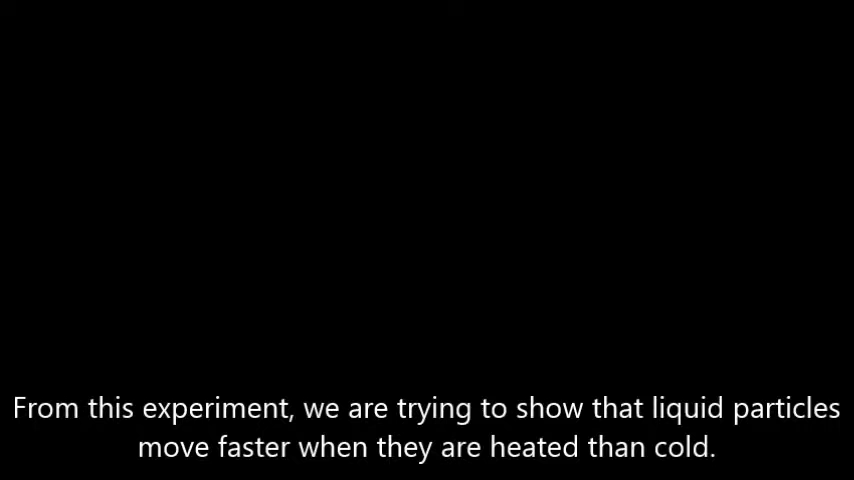 From this experiment, we are trying to show that liquid particles
move faster when they are heated than cold.